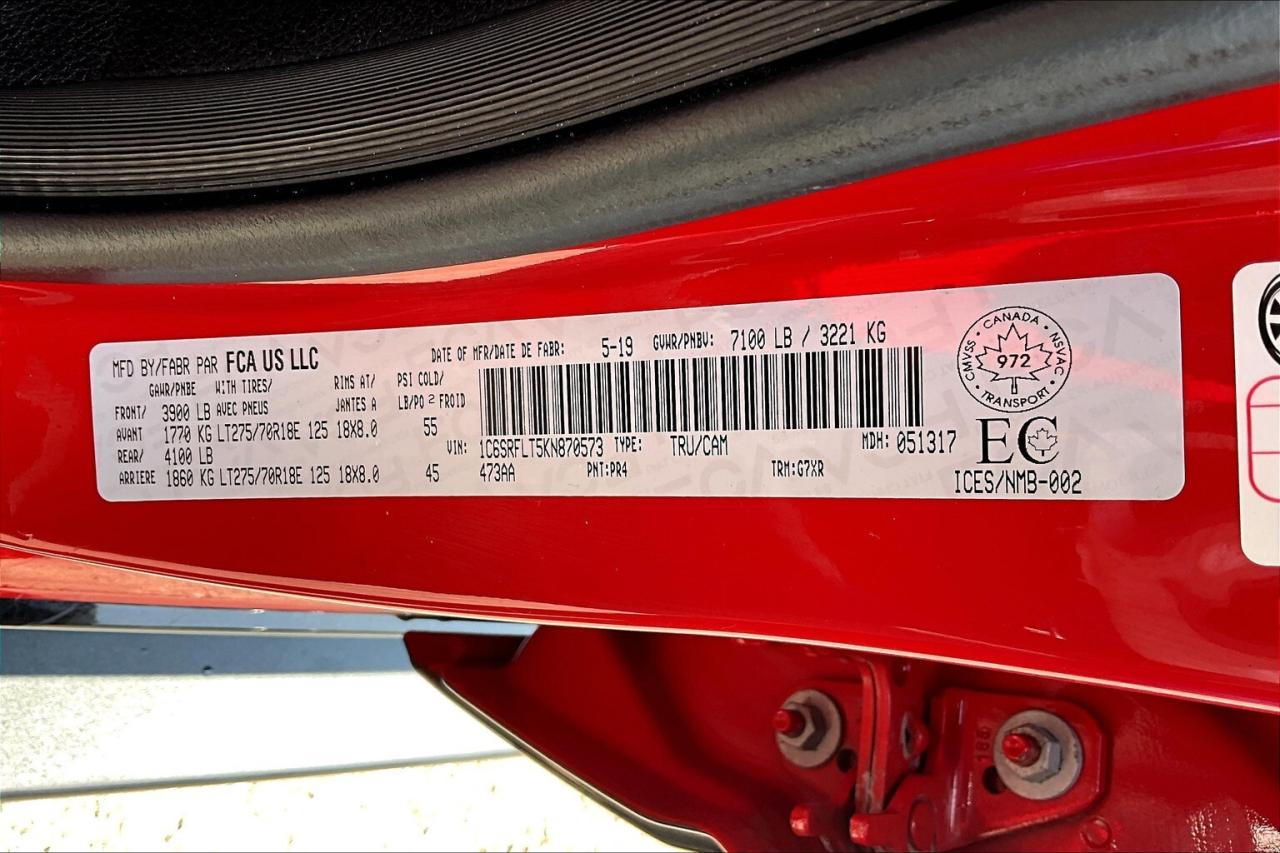 MFD BY/FABR PAR FCA US LLC
DATE OF MFR/DATE DE FABR: 5-19 GVWR/PNBV: 7100 LB / 3221 KG
GAWR/PNBE WITH TIRES/ RIMS AT/ PSI COLD/
FRONT/ 3900 LB AVEC PNEUS JANTES A LB/PO² FROID
AVANT 1770 KG LT275/70R18E 125 18X8.0 55
REAR/ 4100 LB
ARRIERE 1860 KG LT275/70R18E 125 18X8.0 45
VIN: 1C6SRFLT5KN870573 TYPE: TRU/CAM MDH: 051317
473AA PNT:PR4 TRM:G7XR
CANADA
CMVSS NSVAC
972
TRANSPORT
EC
ICES/NMB-002